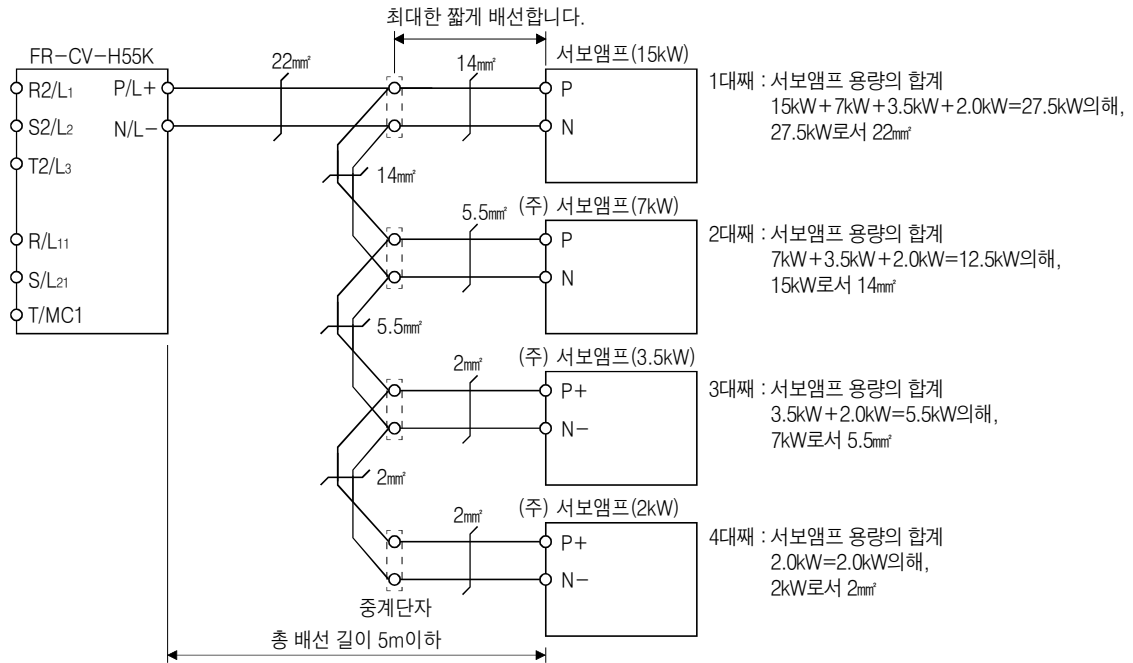 최대한 짧게 배선합니다.
FR-CV-H55K
R2/L1
S2/L2
T2/L3
R/L11
S/L21
T/MC1
P/L+
N/L-
22㎟
14㎟
서보앰프(15kW)
P
N
1대째 : 서보앰프 용량의 합계
15kW+7kW+3.5kW+2.0kW=27.5kW의해,
27.5kW로서 22㎟
14㎟
5.5㎟
(주) 서보앰프(7kW)
P
N
2대째 : 서보앰프 용량의 합계
7kW+3.5kW+2.0kW=12.5kW의해,
15kW로서 14㎟
5.5㎟
2㎟
(주) 서보앰프(3.5kW)
P+
N-
3대째 : 서보앰프 용량의 합계
3.5kW+2.0kW=5.5kW의해,
7kW로서 5.5㎟
2㎟
2㎟
(주) 서보앰프(2kW)
P+
N-
4대째 : 서보앰프 용량의 합계
2.0kW=2.0kW의해,
2kW로서 2㎟
중계단자
총 배선 길이 5m이하